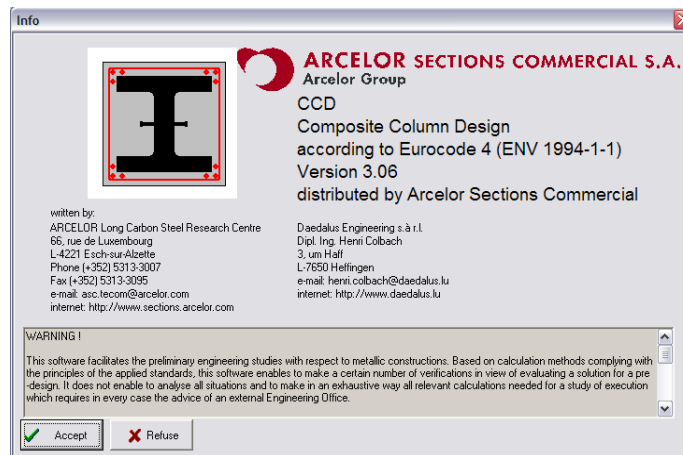 Info
ARCELOR SECTIONS COMMERCIAL S.A.
Arcelor Group
CCD
Composite Column Design
according to Eurocode 4 (ENV 1994-1-1)
Version 3.06
distributed by Arcelor Sections Commercial
written by:
ARCELOR Long Carbon Steel Research Centre
66, rue de Luxembourg
L-4221 Esch-sur-Alzette
Phone (+352) 5313-3007
Fax (+352) 5313-3095
e-mail: asc.tecom@arcelor.com
internet: http://www.sections.arcelor.com
Daedalus Engineering s.à r.l.
Dipl. Ing. Henri Colbach
3, um Haff
L-7650 Heffingen
e-mail: henri.colbach@daedalus.lu
internet: http://www.daedalus.lu
WARNING !
This software facilitates the preliminary engineering studies with respect to metallic constructions. Based on calculation methods complying with
the principles of the applied standards, this software enables to make a certain number of verifications in view of evaluating a solution for a pre
-design. It does not enable to analyse all situations and to make in an exhaustive way all relevant calculations needed for a study of execution
which requires in every case the advice of an external Engineering Office.
Accept
Refuse